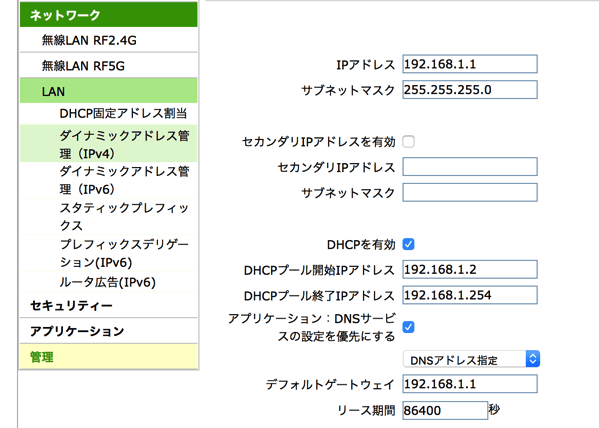 ネットワーク
無線LAN RF2.4G
無線LAN RF5G
LAN
DHCP固定アドレス割当
ダイナミックアドレス管
理（IPv4）
ダイナミックアドレス管
理（IPv6）
スタティックプレフィッ
クス
プレフィックスデリゲー
ション(IPv6)
ルータ広告(IPv6)
セキュリティー
アプリケーション
管理
IPアドレス 192.168.1.1
サブネットマスク 255.255.255.0
セカンダリIPアドレスを有効
セカンダリIPアドレス
サブネットマスク
DHCPを有効
DHCPプール開始IPアドレス 192.168.1.2
DHCPプール終了IPアドレス 192.168.1.254
アプリケーション：DNSサービ
スの設定を優先にする
DNSアドレス指定
デフォルトゲートウェイ 192.168.1.1
リース期間 86400 秒